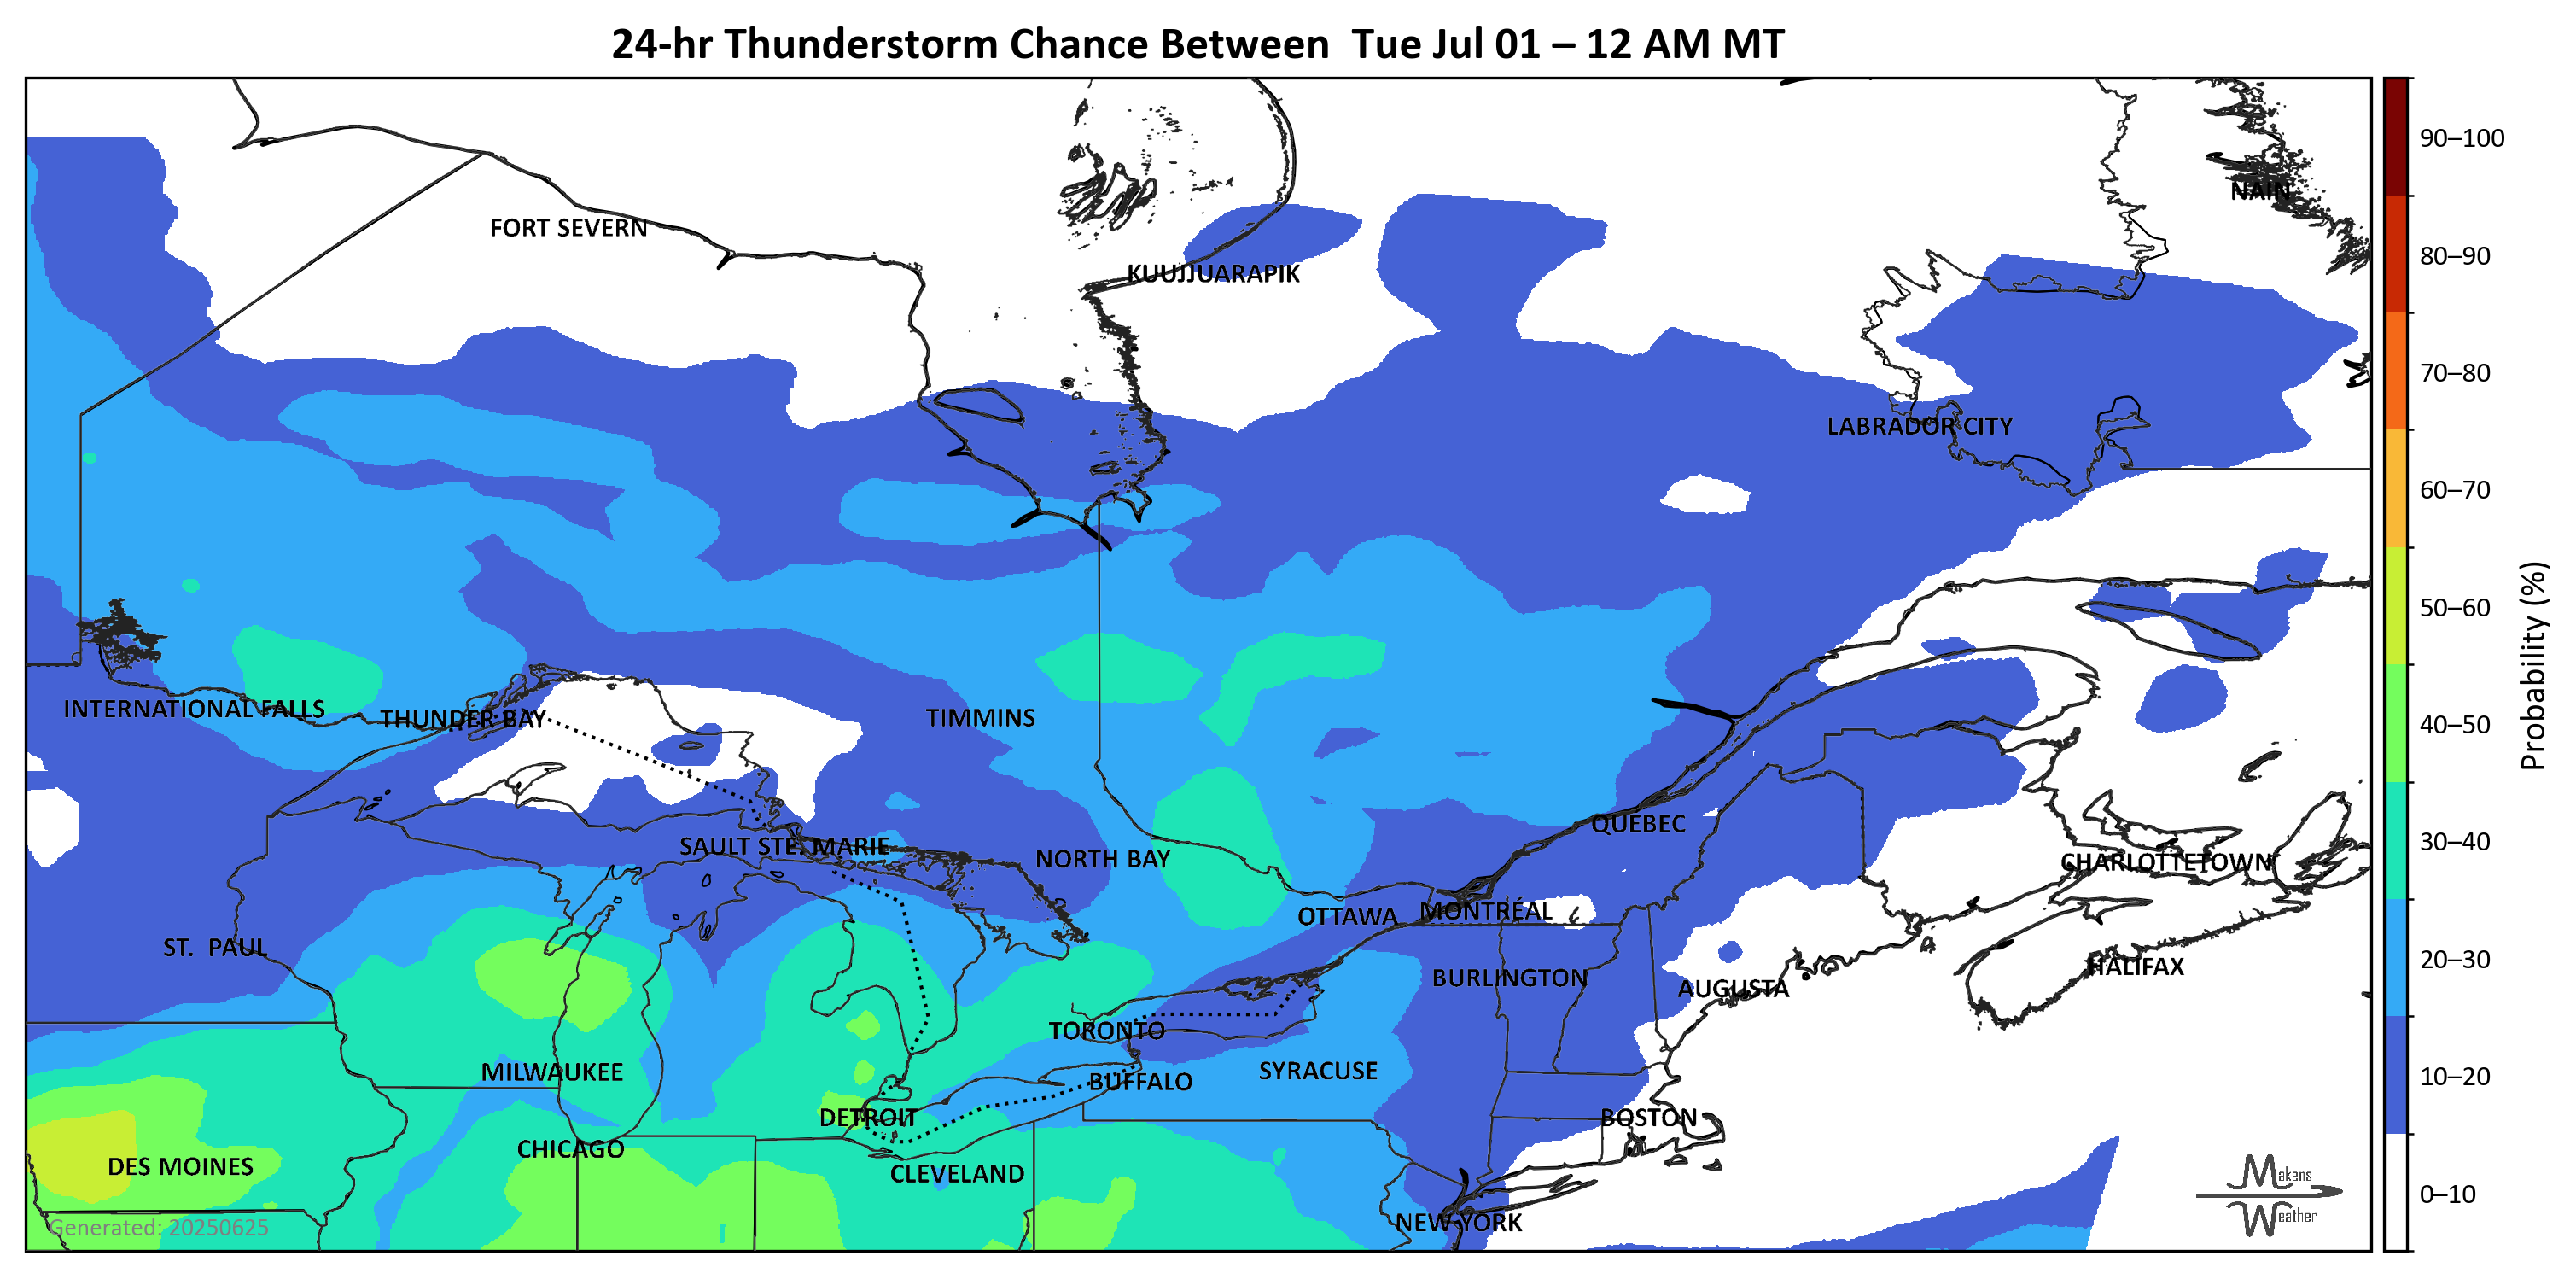 24-hr Thunderstorm Chance Between  Tue Jul 01 – 12 AM MT
90–100
NAIN
FORT SEVERN
80–90
KUUJJUARAPIK
70–80
LABRADOR CITY
60–70
50–60
Probability (%)
INTERNATIONAL FALLS
THUNDER BAY
TIMMINS
40–50
QUEBEC
SAULT STE. MARIE
NORTH BAY
CHARLOTTETOWN
30–40
OTTAWA
MONTRÉAL
ST. PAUL
BURLINGTON
HALIFAX
20–30
AUGUSTA
TORONTO
MILWAUKEE
SYRACUSE
BUFFALO
10–20
DETROIT
BOSTON
CHICAGO
DES MOINES
CLEVELAND
Makens
Weather
0–10
Generated: 20250625
NEW YORK